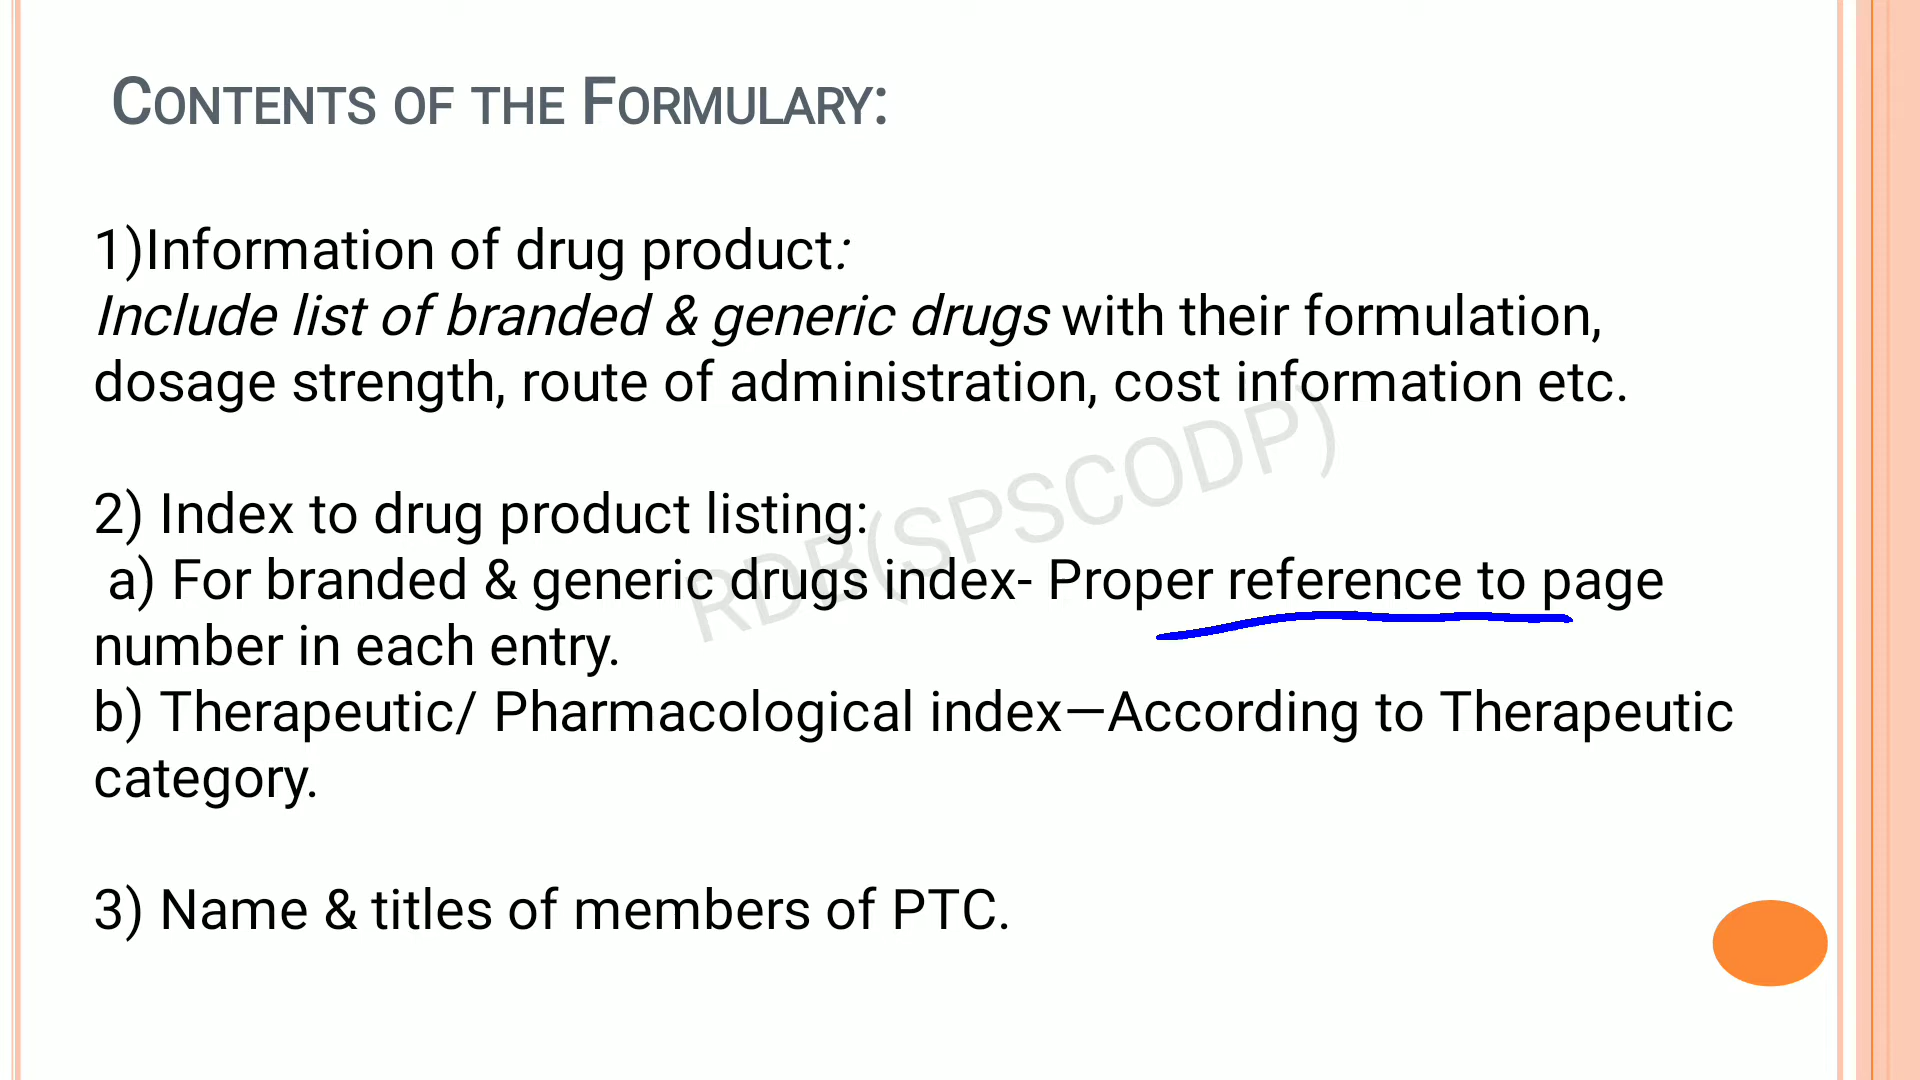 CONTENTS OF THE FORMULARY:
1)Information of drug product:
Include list of branded & generic drugs with their formulation,
dosage strength, route of administration, cost information etc.
2) Index to drug product listing:
a) For branded & generic drugs index- Proper reference to page
number in each entry.
b) Therapeutic/ Pharmacological index—According to Therapeutic
category.
3) Name & titles of members of PTC.
RDB(SPSCODP)